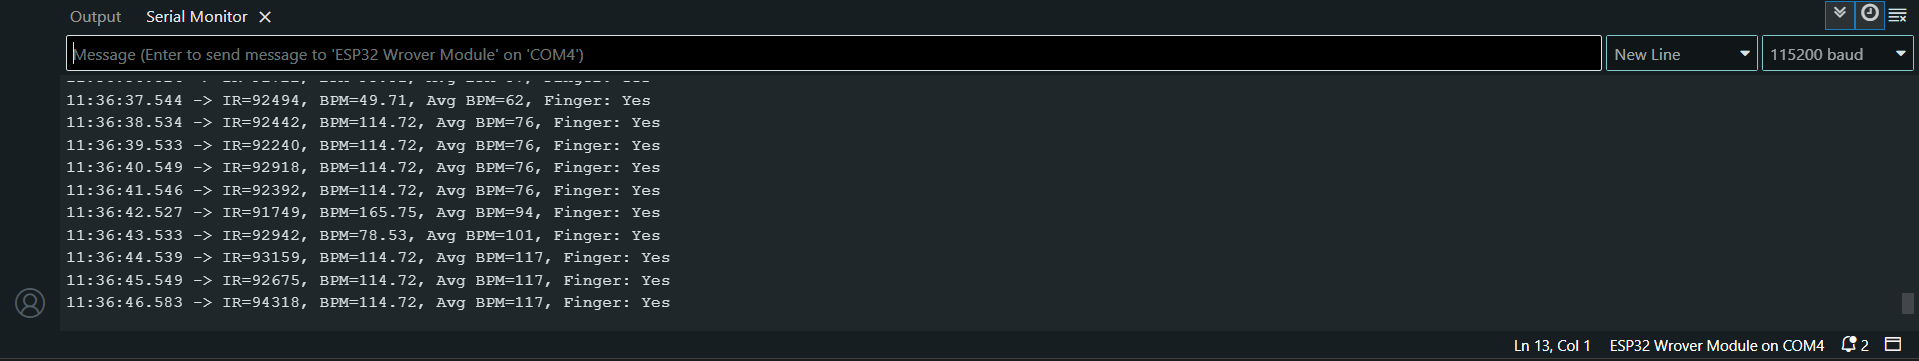 Output Serial Monitor
Message (Enter to send message to 'ESP32 Wrover Module' on 'COM4') New Line 115200 baud
11:36:37.544 -> IR=92494, BPM=49.71, Avg BPM=62, Finger: Yes
11:36:38.534 -> IR=92442, BPM=114.72, Avg BPM=76, Finger: Yes
11:36:39.533 -> IR=92240, BPM=114.72, Avg BPM=76, Finger: Yes
11:36:40.549 -> IR=92918, BPM=114.72, Avg BPM=76, Finger: Yes
11:36:41.546 -> IR=92392, BPM=114.72, Avg BPM=76, Finger: Yes
11:36:42.527 -> IR=91749, BPM=165.75, Avg BPM=94, Finger: Yes
11:36:43.533 -> IR=92942, BPM=78.53, Avg BPM=101, Finger: Yes
11:36:44.539 -> IR=93159, BPM=114.72, Avg BPM=117, Finger: Yes
11:36:45.549 -> IR=92675, BPM=114.72, Avg BPM=117, Finger: Yes
11:36:46.583 -> IR=94318, BPM=114.72, Avg BPM=117, Finger: Yes
Ln 13, Col 1 ESP32 Wrover Module on COM4 2